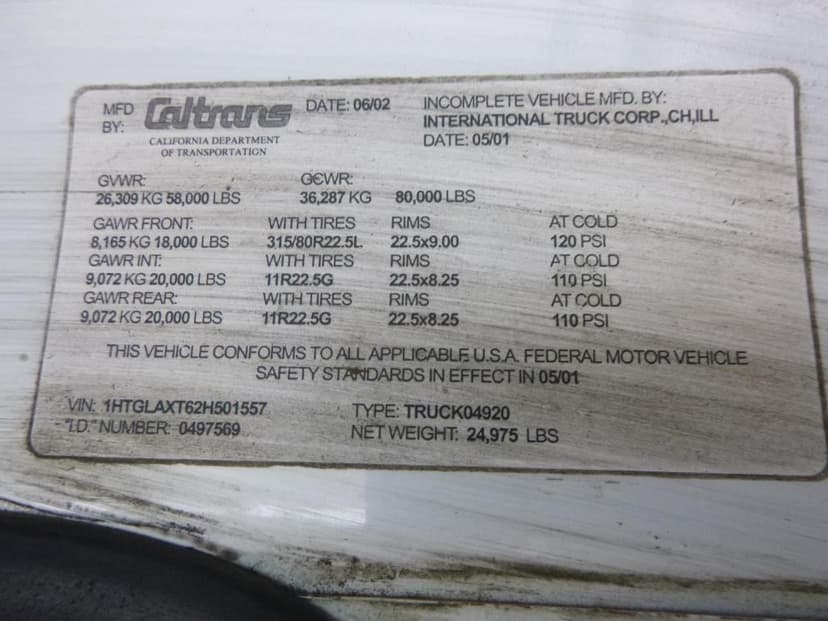 MFD BY: Caltrans DATE: 06/02 INCOMPLETE VEHICLE MFD. BY:
CALIFORNIA DEPARTMENT INTERNATIONAL TRUCK CORP.,CH,ILL
OF TRANSPORTATION DATE: 05/01
GVWR: GCWR:
26,309 KG 58,000 LBS 36,287 KG 80,000 LBS
GAWR FRONT: WITH TIRES RIMS AT COLD
8,165 KG 18,000 LBS 315/80R22.5L 22.5x9.00 120 PSI
GAWR INT: WITH TIRES RIMS AT COLD
9,072 KG 20,000 LBS 11R22.5G 22.5x8.25 110 PSI
GAWR REAR: WITH TIRES RIMS AT COLD
9,072 KG 20,000 LBS 11R22.5G 22.5x8.25 110 PSI
THIS VEHICLE CONFORMS TO ALL APPLICABLE U.S.A. FEDERAL MOTOR VEHICLE
SAFETY STANDARDS IN EFFECT IN 05/01
VIN: 1HTGLAXT62H501557 TYPE: TRUCK04920
"I.D." NUMBER: 0497569 NET WEIGHT: 24,975 LBS